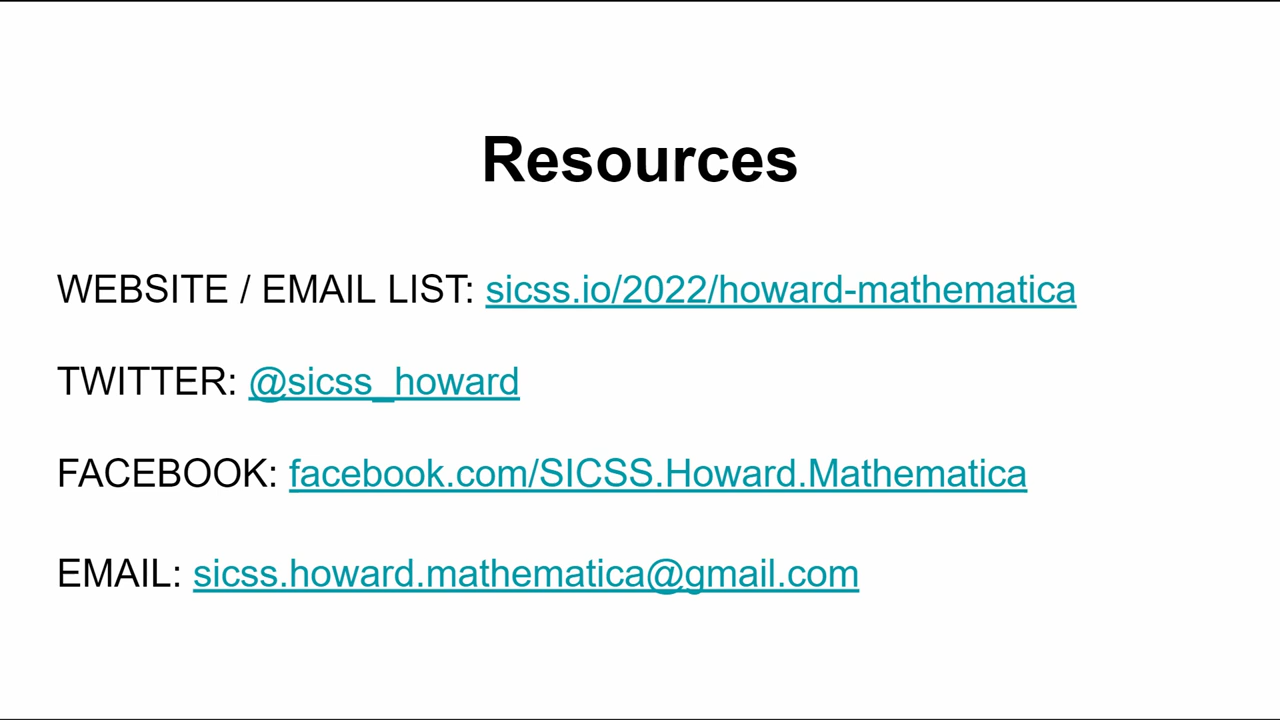 Resources
WEBSITE / EMAIL LIST: sicss.io/2022/howard-mathematica
TWITTER: @sicss_howard
FACEBOOK: facebook.com/SICSS.Howard.Mathematica
EMAIL: sicss.howard.mathematica@gmail.com